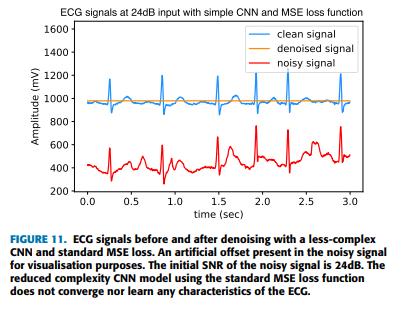 ECG signals at 24dB input with simple CNN and MSE loss function
1600
1400
1200
1000
800
600
400
200
Amplitude (mV)
clean signal
denoised signal
noisy signal
0.0 0.5 1.0 1.5 2.0 2.5 3.0
time (sec)
FIGURE 11. ECG signals before and after denoising with a less-complex
CNN and standard MSE loss. An artificial offset present in the noisy signal
for visualisation purposes. The initial SNR of the noisy signal is 24dB. The
reduced complexity CNN model using the standard MSE loss function
does not converge nor learn any characteristics of the ECG.